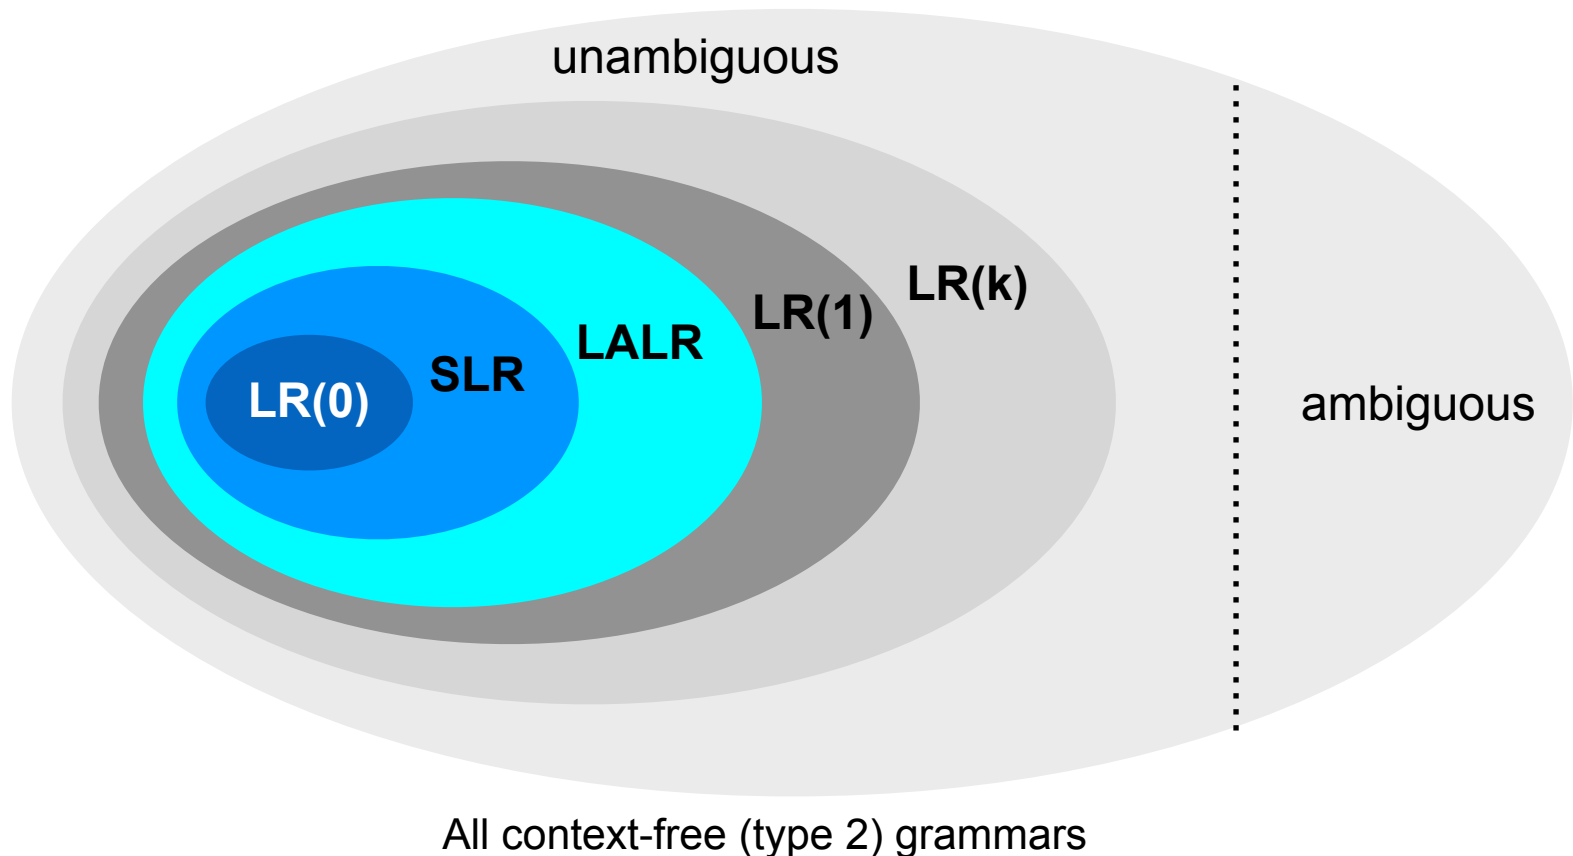 unambiguous
LR(k)
LR(1)
LALR
SLR
LR(0)
ambiguous
All context-free (type 2) grammars